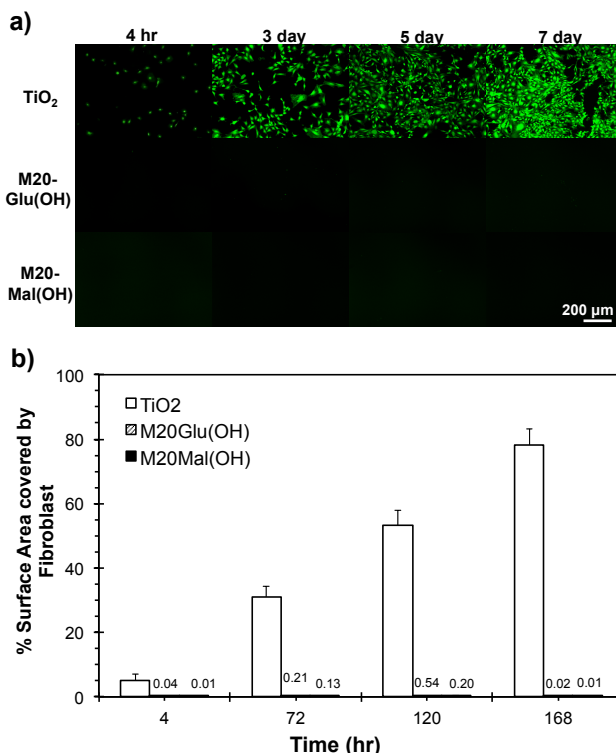 a)
4 hr 3 day 5 day 7 day
TiO₂
M20-
Glu(OH)
M20-
Mal(OH)
200 µm
b)
% Surface Area covered by
Fibroblast
100
80
60
40
20
0
TiO2
M20Glu(OH)
M20Mal(OH)
0.04 0.01 0.21 0.13 0.54 0.20 0.02 0.01
4 72 120 168
Time (hr)